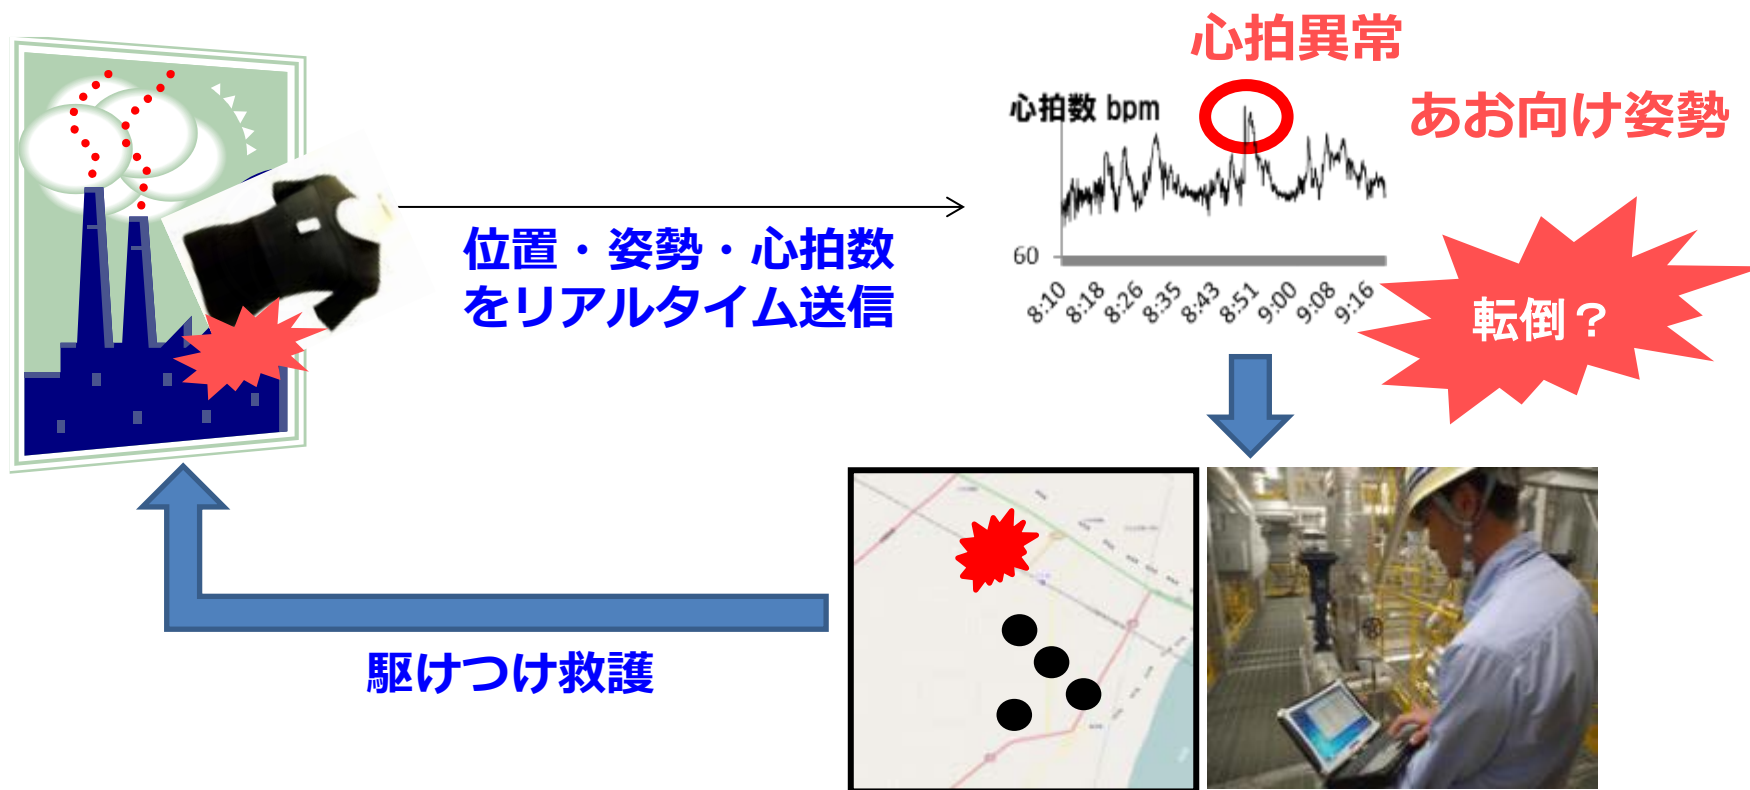 心拍異常
あお向け姿勢
心拍数 bpm
60
8:10
8:18
8:26
8:35
8:43
8:51
9:00
9:08
9:16
位置・姿勢・心拍数
をリアルタイム送信
転倒？
駆けつけ救護